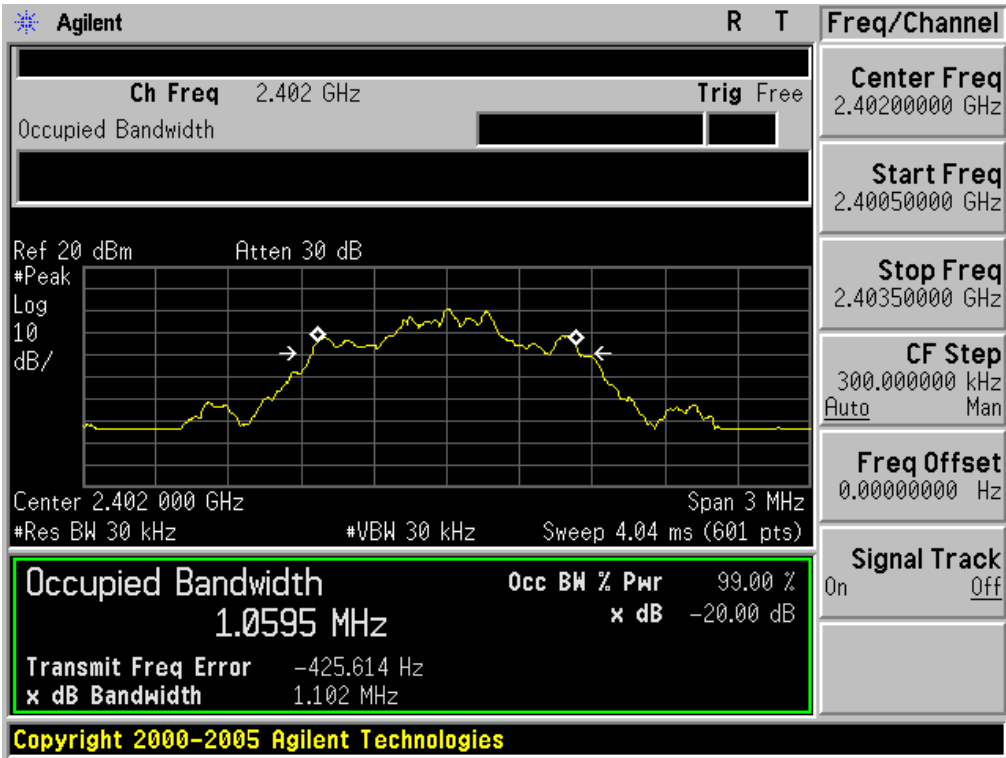 Agilent R T
Freq/Channel
Ch Freq 2.402 GHz Trig Free
Occupied Bandwidth
Center Freq
2.40200000 GHz
Start Freq
2.40050000 GHz
Stop Freq
2.40350000 GHz
CF Step
300.000000 kHz
Auto Man
Freq Offset
0.00000000 Hz
Signal Track
On Off
Ref 20 dBm Atten 30 dB
#Peak
Log
10
dB/
Center 2.402 000 GHz Span 3 MHz
#Res BW 30 kHz #VBW 30 kHz Sweep 4.04 ms (601 pts)
Occupied Bandwidth Occ BW % Pwr 99.00 %
1.0595 MHz x dB -20.00 dB
Transmit Freq Error -425.614 Hz
x dB Bandwidth 1.102 MHz
Copyright 2000-2005 Agilent Technologies